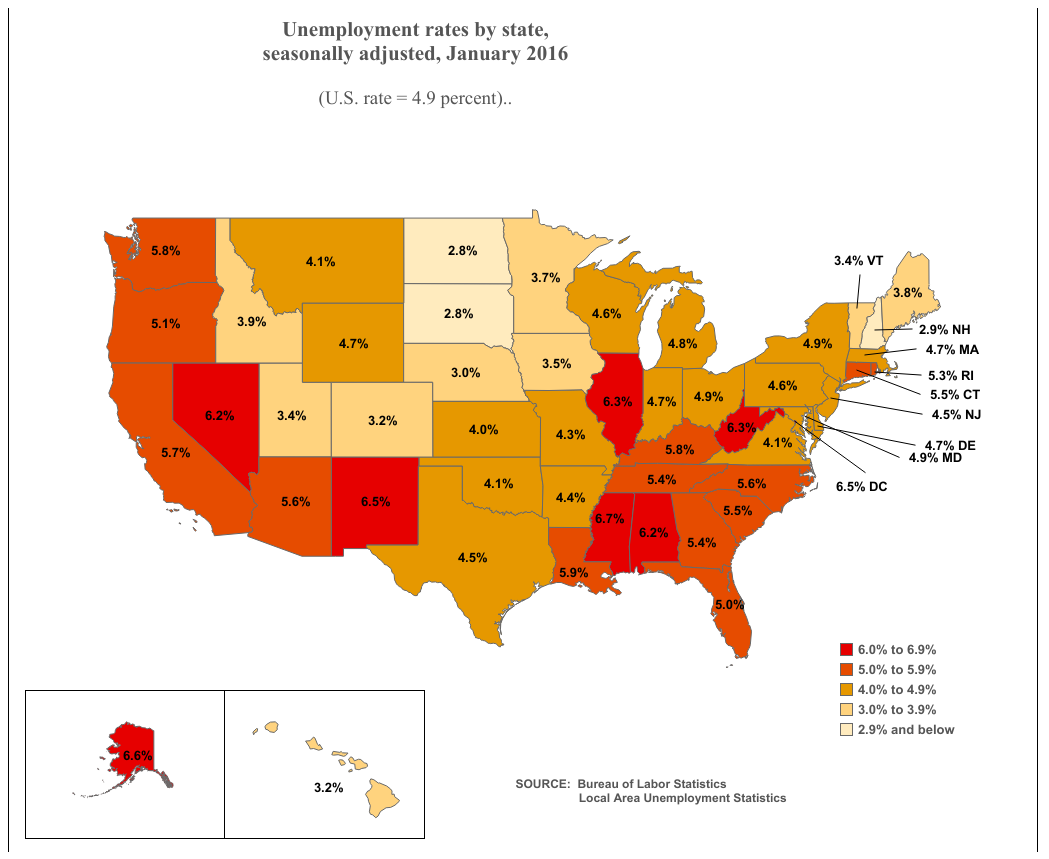 Unemployment rates by state,
seasonally adjusted, January 2016
(U.S. rate = 4.9 percent)..
5.8%
4.1%
2.8%
3.7%
3.4% VT
3.8%
5.1%
3.9%
4.7%
2.8%
4.6%
4.8%
4.9%
2.9% NH
4.7% MA
5.3% RI
5.5% CT
4.5% NJ
4.7% DE
4.9% MD
6.5% DC
6.2%
3.4%
3.2%
3.0%
3.5%
6.3%
4.7%
4.9%
4.6%
6.3%
4.1%
5.7%
4.0%
4.3%
5.8%
5.6%
6.5%
4.1%
4.4%
5.4%
5.6%
5.5%
4.5%
5.9%
6.7%
6.2%
5.4%
5.0%
6.0% to 6.9%
5.0% to 5.9%
4.0% to 4.9%
3.0% to 3.9%
2.9% and below
6.6%
3.2%
SOURCE: Bureau of Labor Statistics
Local Area Unemployment Statistics